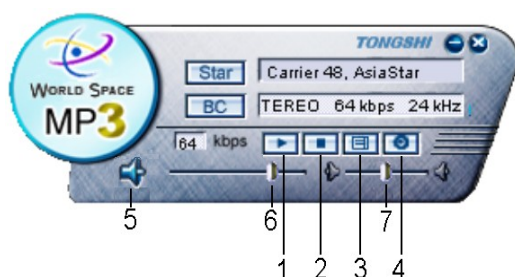 TONGSHI
WORLD SPACE
MP3
Star Carrier 48, AsiaStar
BC TEREO 64 kbps 24 kHz
64 kbps
5 6 7
1 2 3 4